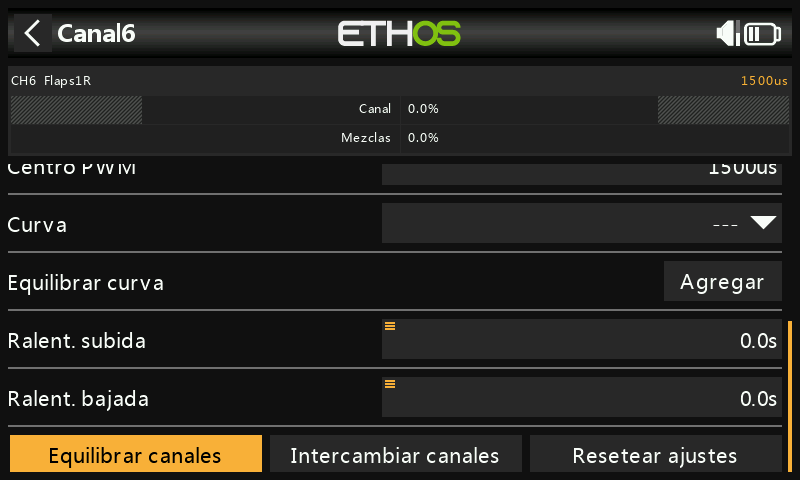 Canal6
ETHOS
CH6 Flaps1R 1500us
Canal 0.0%
Mezclas 0.0%
Centro PWM 1500us
Curva ---
Equilibrar curva Agregar
Ralent. subida 0.0s
Ralent. bajada 0.0s
Equilibrar canales Intercambiar canales Resetear ajustes